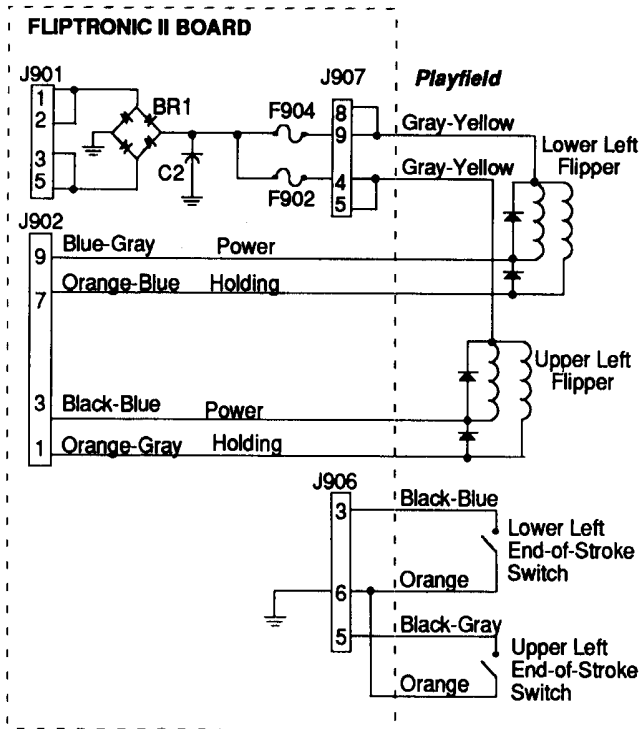 FLIPTRONIC II BOARD
J901
1
2
3
5
BR1
C2
F904
F902
J907
8
9
4
5
Playfield
Gray-Yellow
Gray-Yellow
Lower Left
Flipper
J902
9
Blue-Gray Power
7
Orange-Blue Holding
Upper Left
Flipper
3
Black-Blue Power
1
Orange-Gray Holding
J906
3
Black-Blue
Lower Left
End-of-Stroke
Switch
6
Orange
5
Black-Gray
Upper Left
End-of-Stroke
Switch
Orange